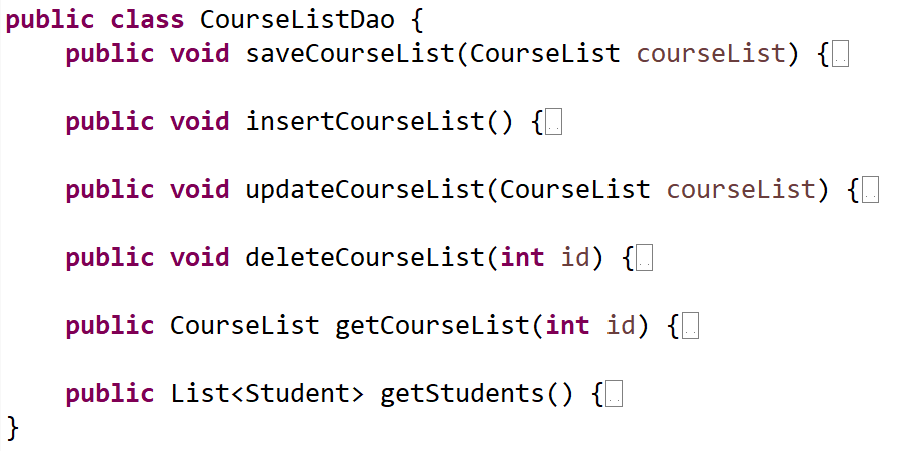 public class CourseListDao {
public void saveCourseList(CourseList courseList) {..
public void insertCourseList() {..
public void updateCourseList(CourseList courseList) {..
public void deleteCourseList(int id) {..
public CourseList getCourseList(int id) {..
public List<Student> getStudents() {..
}